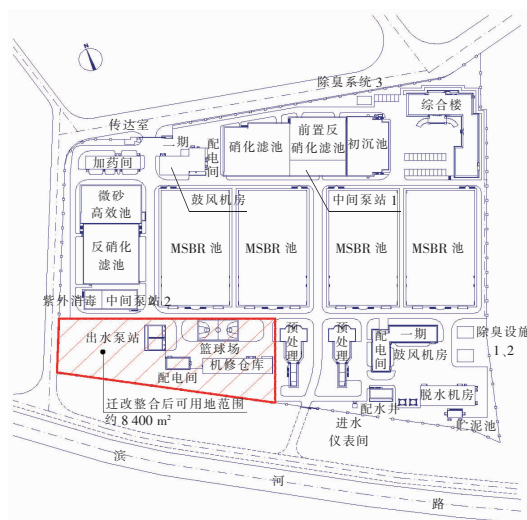 除臭系统 3
综合楼
传达室
二期
配电间
硝化滤池
前置反
硝化滤池
初沉池
加药间
鼓风机房
中间泵站 1
微砂
高效池
反硝化
滤池
MSBR 池
MSBR 池
MSBR 池
MSBR 池
紫外消毒
中间泵站 2
出水泵站
篮球场
配电间
机修仓库
预处理
预处理
配电间
一期
鼓风机房
除臭设施
1、2
迁改整合后可用地范围
约 8 400 m²
进水
仪表间
配水井
脱水机房
贮泥池
滨
河
路